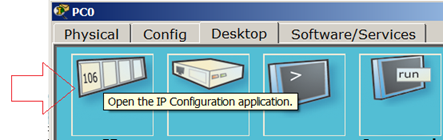 PC0
Physical Config Desktop Software/Services
106
>
run
Open the IP Configuration application.